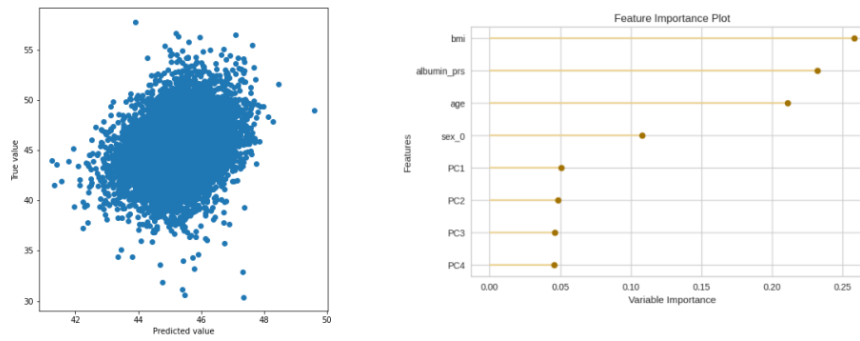 55
50
45
40
35
30
True value
42
44
46
48
50
Predicted value
Feature Importance Plot
bmi
albumin_prs
age
sex_0
PC1
PC2
PC3
PC4
Features
0.00
0.05
0.10
0.15
0.20
0.25
Variable Importance